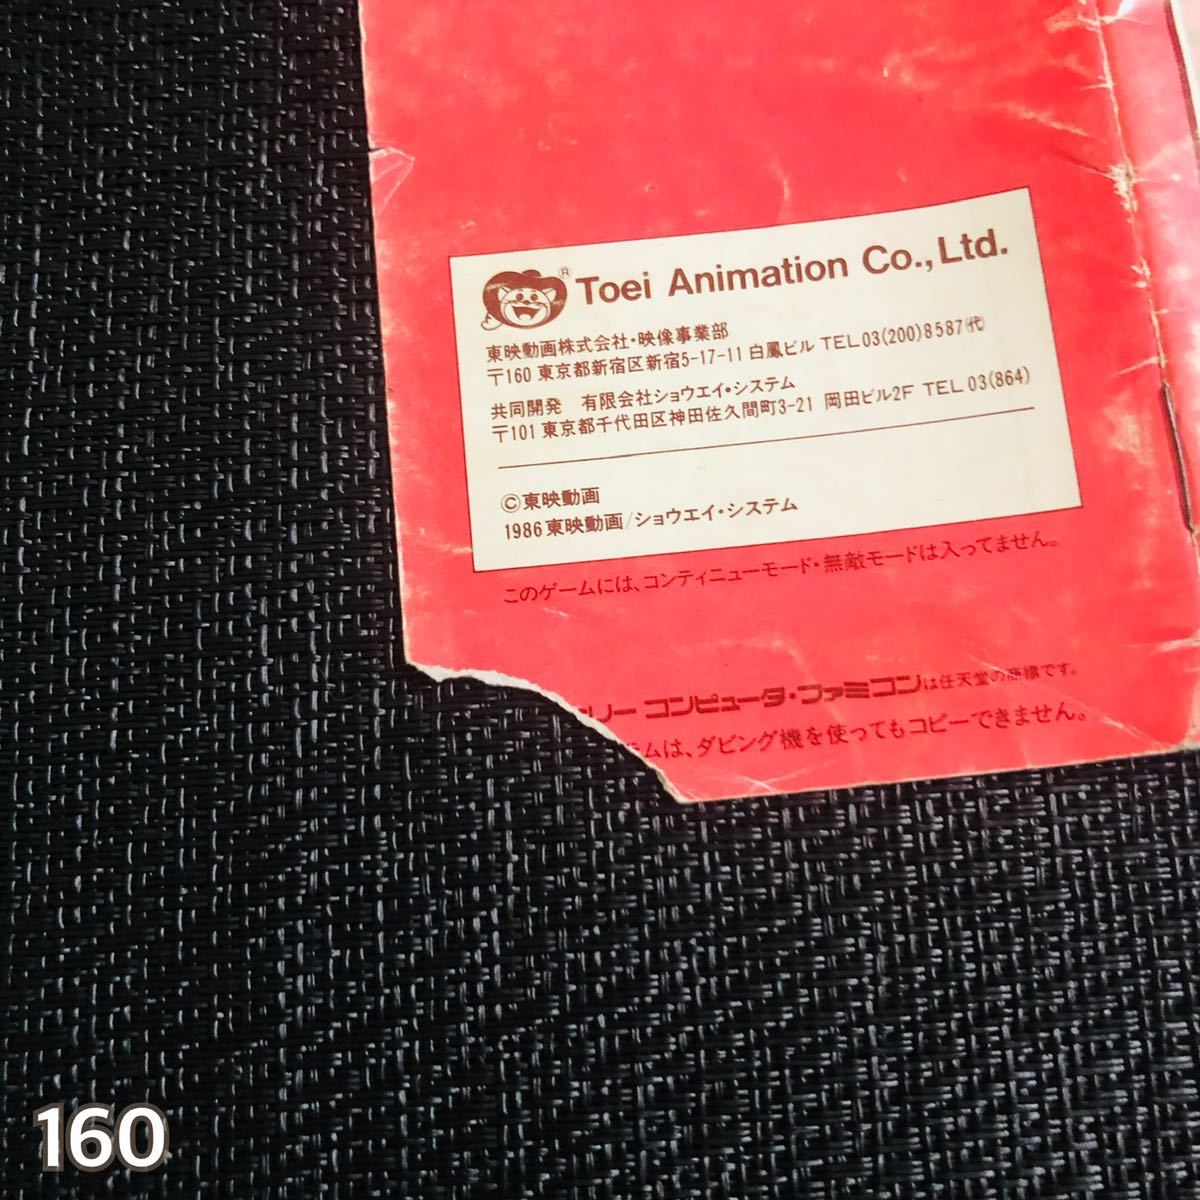 ® Toei Animation Co., Ltd.
東映動画株式会社・映像事業部
〒160 東京都新宿区新宿5-17-11 白鳳ビル TEL 03(200)8587(代)
共同開発 有限会社ショウエイ・システム
〒101 東京都千代田区神田佐久間町3-21 岡田ビル2F TEL 03(864)
©東映動画
1986 東映動画/ショウエイ・システム
このゲームには、コンティニューモード・無敵モードは入ってません。
リー コンピュータ・ファミコンは任天堂の商標です。
ムは、ダビング機を使ってもコピーできません。
160